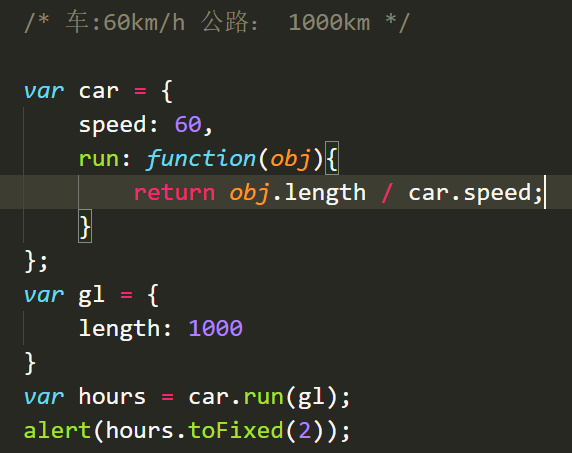 /* 车:60km/h 公路： 1000km */
var car = {
speed: 60,
run: function(obj){
return obj.length / car.speed;
}
};
var gl = {
length: 1000
}
var hours = car.run(gl);
alert(hours.toFixed(2));